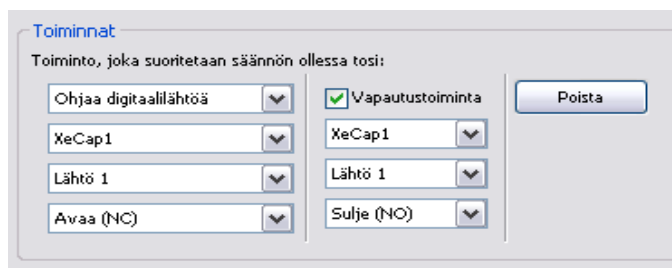 Toiminnat
Toiminto, joka suoritetaan säännön ollessa tosi:
Ohjaa digitaalilähtöä
XeCap1
Lähtö 1
Avaa (NC)
Vapautustoiminta
XeCap1
Lähtö 1
Sulje (NO)
Poista